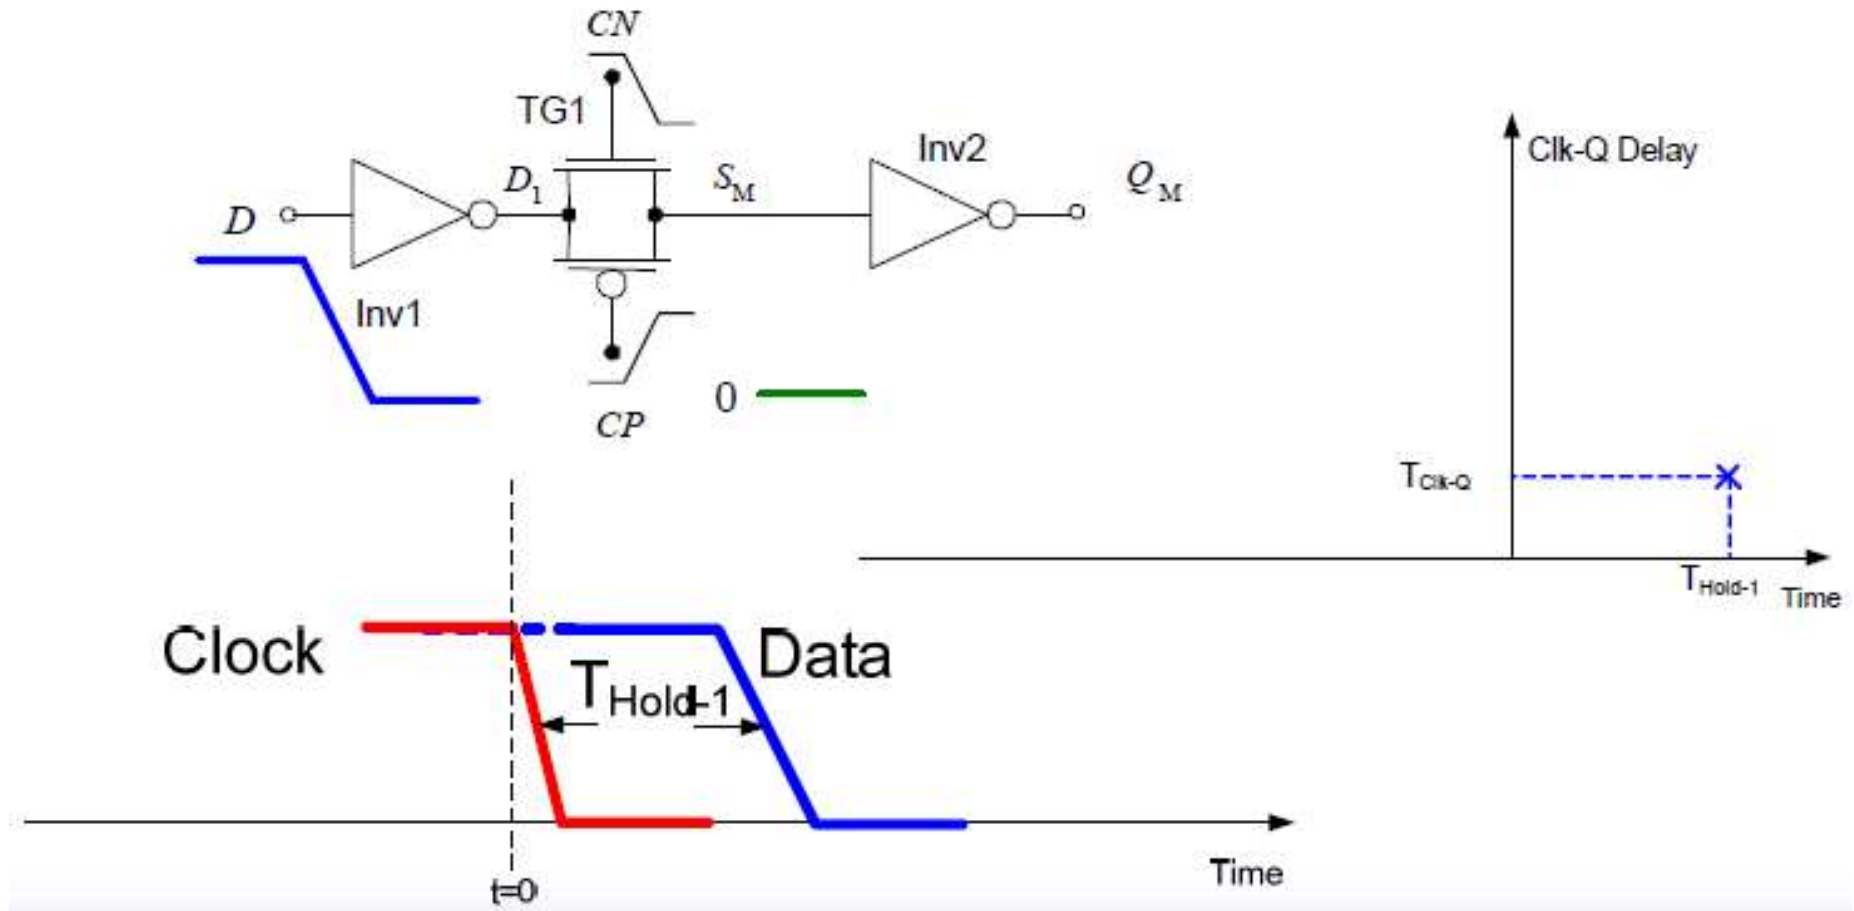 CN
TG1
Inv2
Clk-Q Delay
D
D1
SM
QM
Inv1
0
CP
TClk-Q
THold-1
Time
Clock
Data
THold-1
Time
t=0